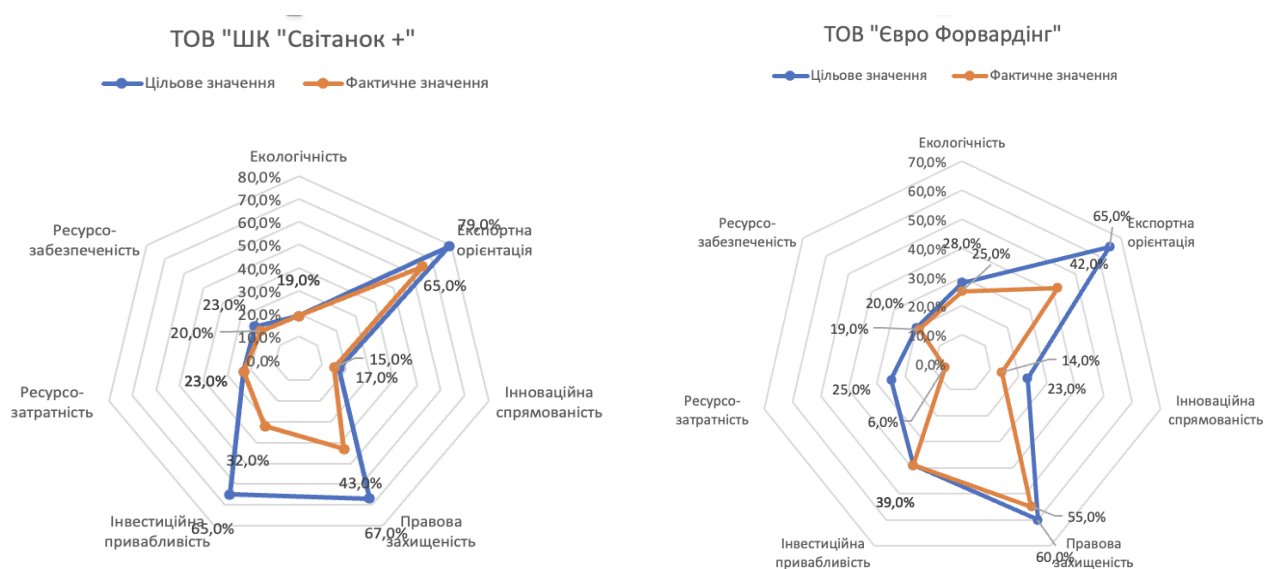 ТОВ "ШК "Світанок +"
Цільове значення
Фактичне значення
Екологічність
80,0%
70,0%
60,0%
50,0%
40,0%
30,0%
20,0%
10,0%
0,0%
79,0%
Експортна
орієнтація
65,0%
19,0%
Ресурсо-
забезпеченість
23,0%
20,0%
15,0%
17,0%
Ресурсо-
затратність
23,0%
Інноваційна
спрямованість
32,0%
43,0%
Інвестиційна
привабливість
65,0%
Правова
захищеність
67,0%
ТОВ "Євро Форвардінг"
Цільове значення
Фактичне значення
Екологічність
70,0%
60,0%
50,0%
40,0%
30,0%
20,0%
10,0%
0,0%
65,0%
Експортна
орієнтація
42,0%
28,0%
25,0%
Ресурсо-
забезпеченість
20,0%
19,0%
14,0%
23,0%
Ресурсо-
затратність
25,0%
6,0%
Інноваційна
спрямованість
39,0%
55,0%
Інвестиційна
привабливість
Правова
захищеність
60,0%